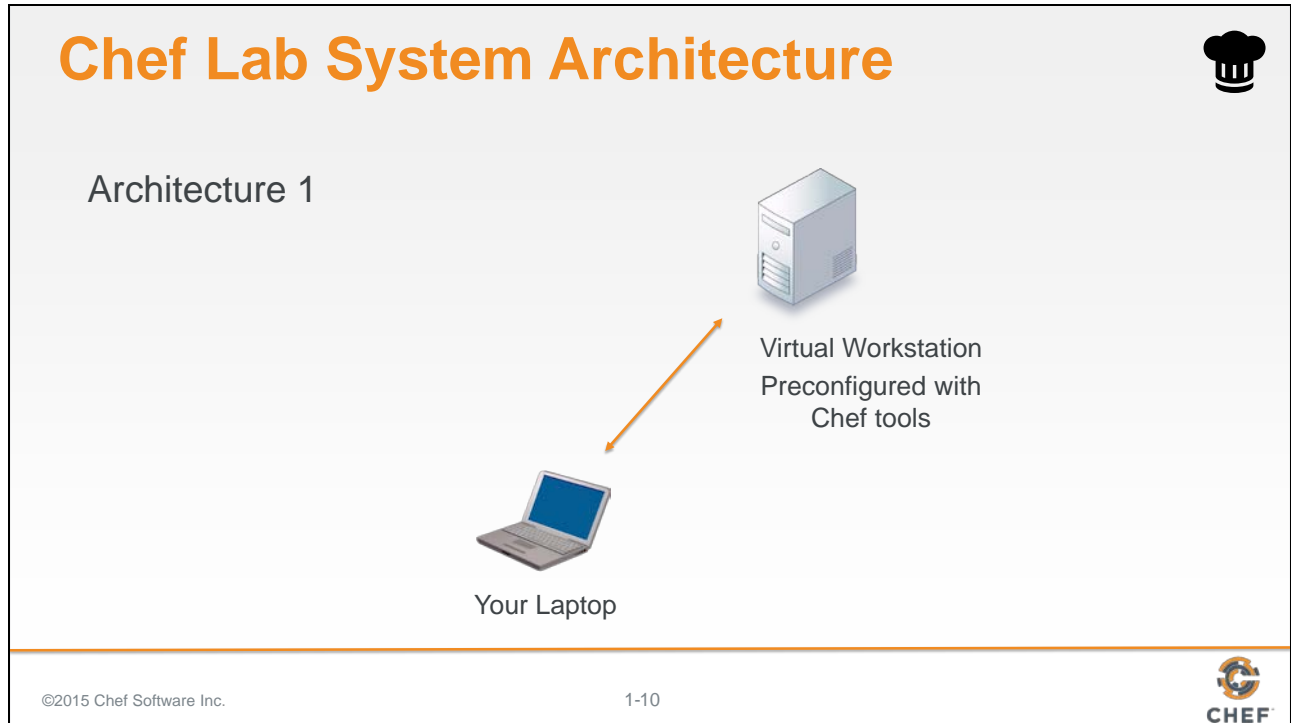 Chef Lab System Architecture
Architecture 1
Virtual Workstation
Preconfigured with
Chef tools
Your Laptop
©2015 Chef Software Inc.
1-10
CHEF